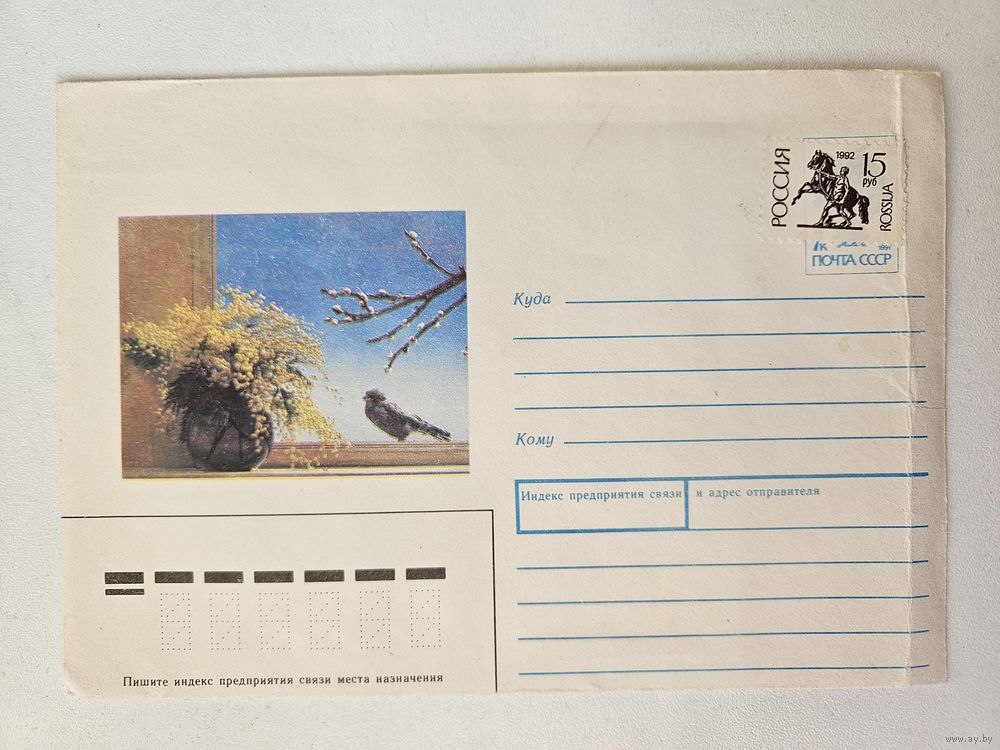 РОССИЯ
1992
15
руб
ROSSIJA
1991
ПОЧТА СССР
Куда
Кому
Индекс предприятия связи и адрес отправителя
Пишите индекс предприятия связи места назначения
www.ay.by